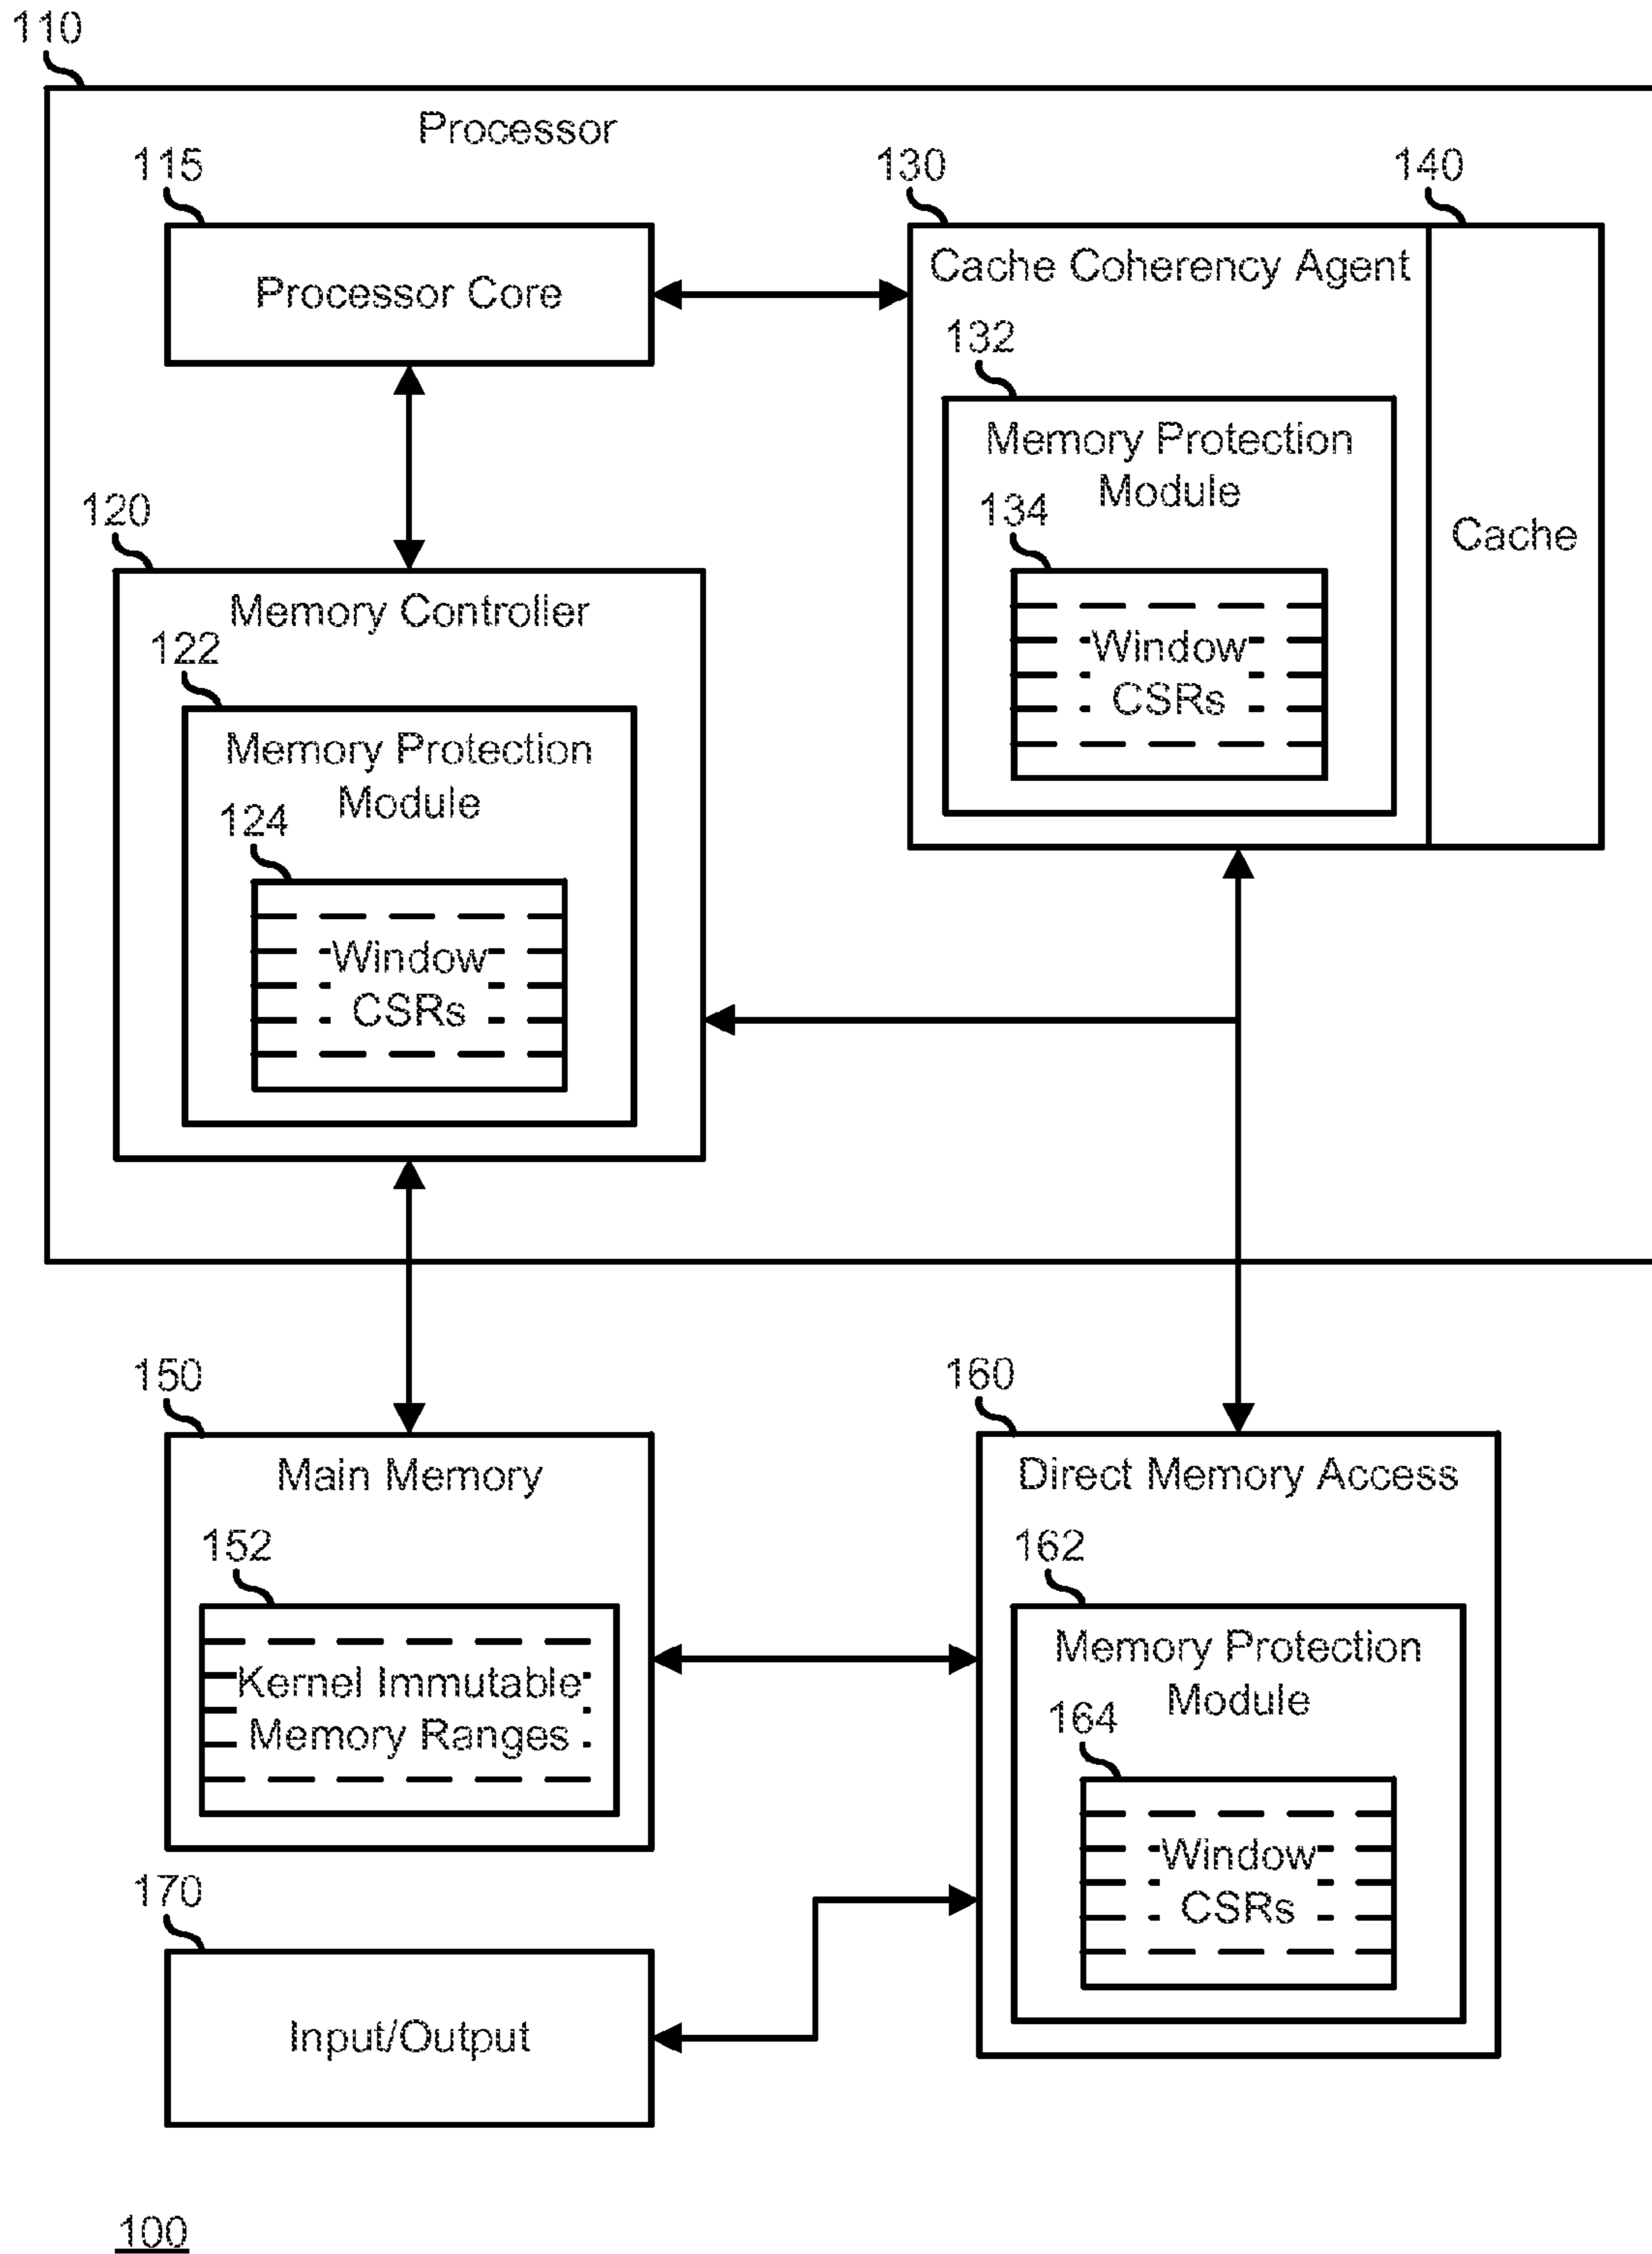 110
Processor
115
130
140
Processor Core
Cache Coherency Agent
132
Memory Protection
Module
134
Window
CSRs
Cache
120
Memory Controller
122
Memory Protection
Module
124
Window
CSRs
150
160
Main Memory
Direct Memory Access
152
Kernel Immutable
Memory Ranges
162
Memory Protection
Module
164
Window
CSRs
170
Input/Output
100